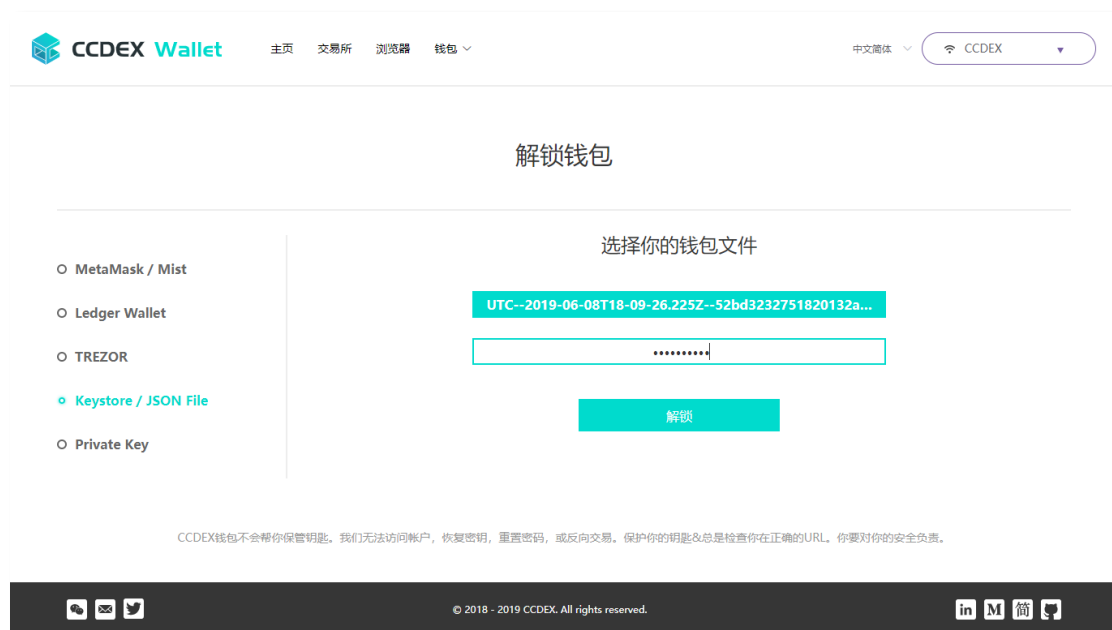 CCDEX Wallet 主页 交易所 浏览器 钱包 中文简体 CCDEX
解锁钱包
选择你的钱包文件
MetaMask / Mist
UTC--2019-06-08T18-09-26.225Z--52bd3232751820132a...
Ledger Wallet
TREZOR
••••••••••
Keystore / JSON File
解锁
Private Key
CCDEX钱包不会帮你保管钥匙。我们无法访问帐户，恢复密钥，重置密码，或反向交易。保护你的钥匙&总是检查你在正确的URL。你要对你的安全负责。
© 2018 - 2019 CCDEX. All rights reserved.
in M 简